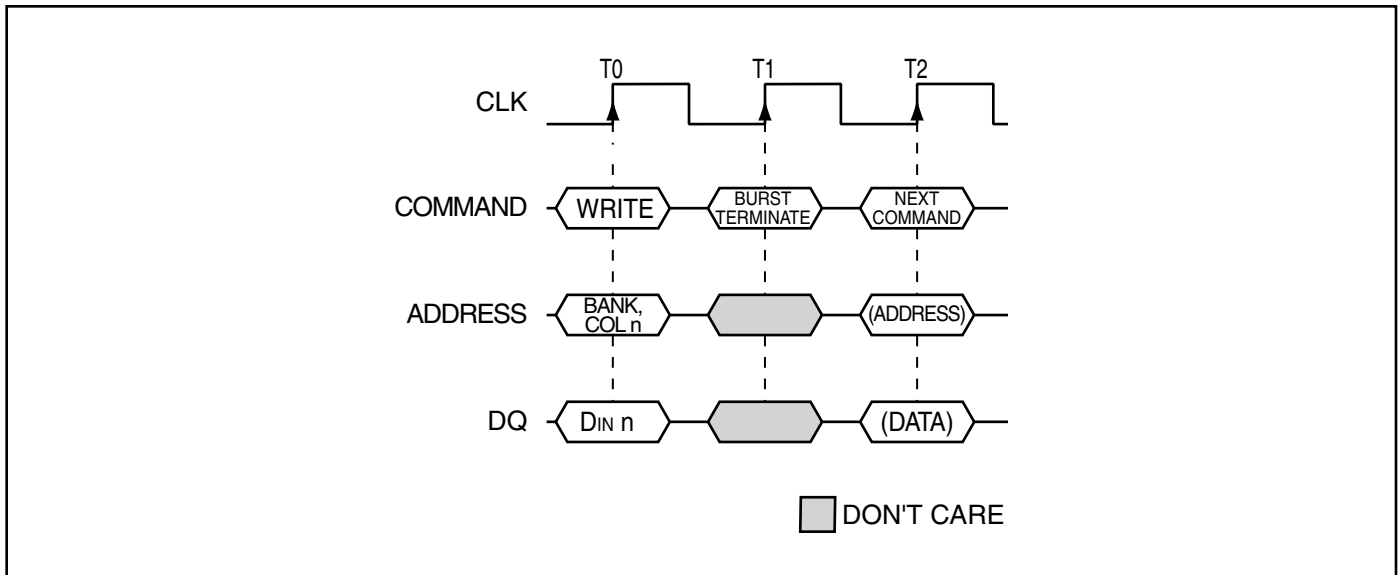 T0 T1 T2
CLK
COMMAND WRITE BURST TERMINATE NEXT COMMAND
ADDRESS BANK, COL n (ADDRESS)
DQ DIN n (DATA)
DON'T CARE